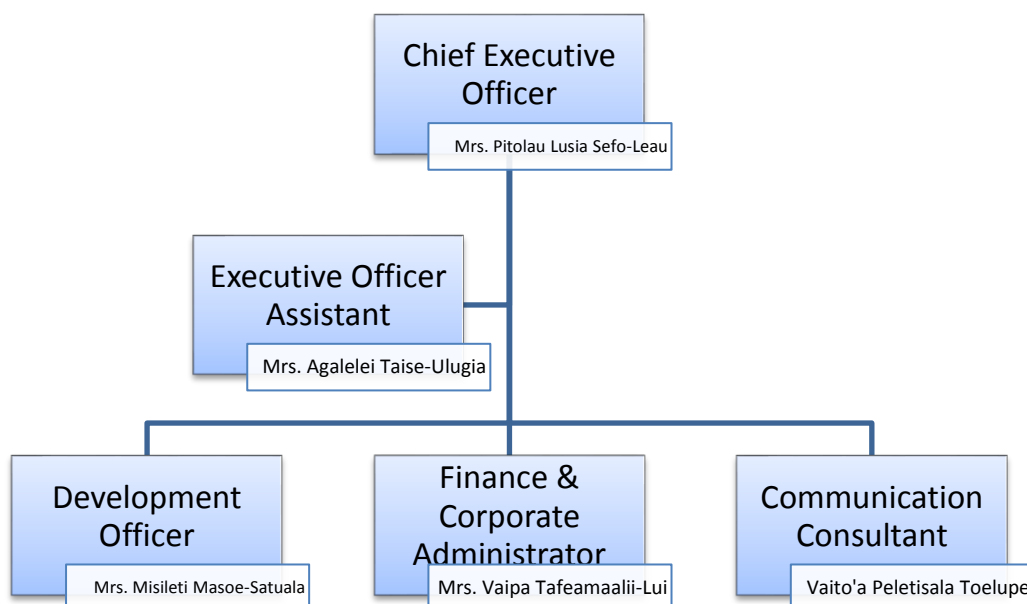 Chief Executive
Officer
Mrs. Pitolau Lusia Sefo-Leau
Executive Officer
Assistant
Mrs. Agalelei Taise-Ulugia
Development
Officer
Mrs. Misileti Masoe-Satuala
Finance &
Corporate
Administrator
Mrs. Vaipa Tafeamaalii-Lui
Communication
Consultant
Vaito'a Peletisala Toelupe